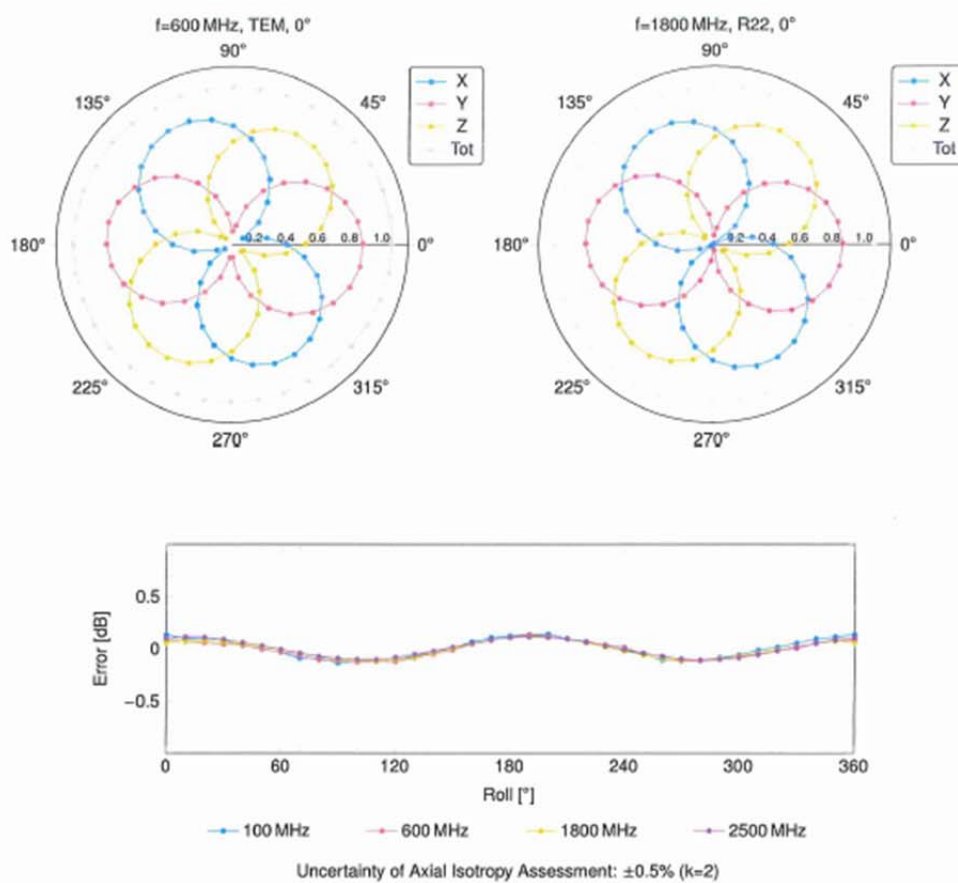 f=600 MHz, TEM, 0°
90°
135°
45°
180°
0°
225°
315°
270°
0.2 0.4 0.6 0.8 1.0
X
Y
Z
Tot
f=1800 MHz, R22, 0°
90°
135°
45°
180°
0°
225°
315°
270°
0.2 0.4 0.6 0.8 1.0
X
Y
Z
Tot
Error [dB]
0.5
0
−0.5
0 60 120 180 240 300 360
Roll [°]
100 MHz 600 MHz 1800 MHz 2500 MHz
Uncertainty of Axial Isotropy Assessment: ±0.5% (k=2)